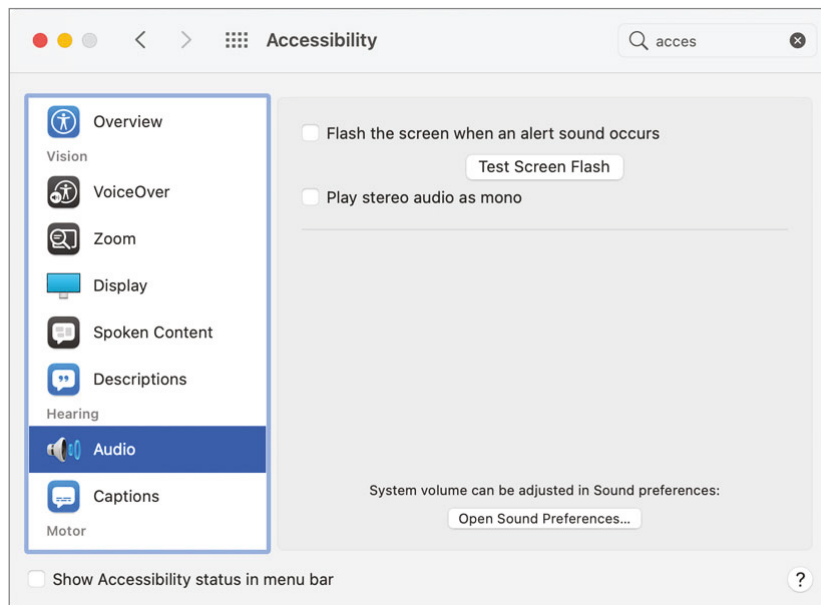 Accessibility
acces
Overview
Vision
VoiceOver
Zoom
Display
Spoken Content
Descriptions
Hearing
Audio
Captions
Motor
Flash the screen when an alert sound occurs
Test Screen Flash
Play stereo audio as mono
System volume can be adjusted in Sound preferences:
Open Sound Preferences...
Show Accessibility status in menu bar
?